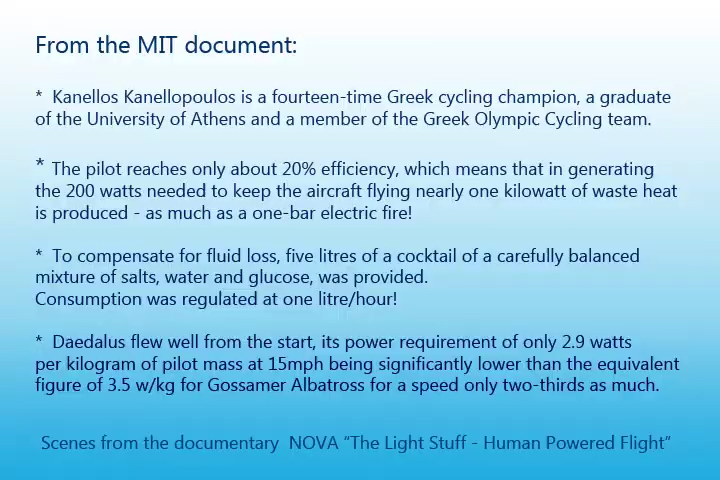 From the MIT document:
* Kanellos Kanellopoulos is a fourteen-time Greek cycling champion, a graduate
of the University of Athens and a member of the Greek Olympic Cycling team.
* The pilot reaches only about 20% efficiency, which means that in generating
the 200 watts needed to keep the aircraft flying nearly one kilowatt of waste heat
is produced - as much as a one-bar electric fire!
* To compensate for fluid loss, five litres of a cocktail of a carefully balanced
mixture of salts, water and glucose, was provided.
Consumption was regulated at one litre/hour!
* Daedalus flew well from the start, its power requirement of only 2.9 watts
per kilogram of pilot mass at 15mph being significantly lower than the equivalent
figure of 3.5 w/kg for Gossamer Albatross for a speed only two-thirds as much.
Scenes from the documentary NOVA “The Light Stuff - Human Powered Flight”